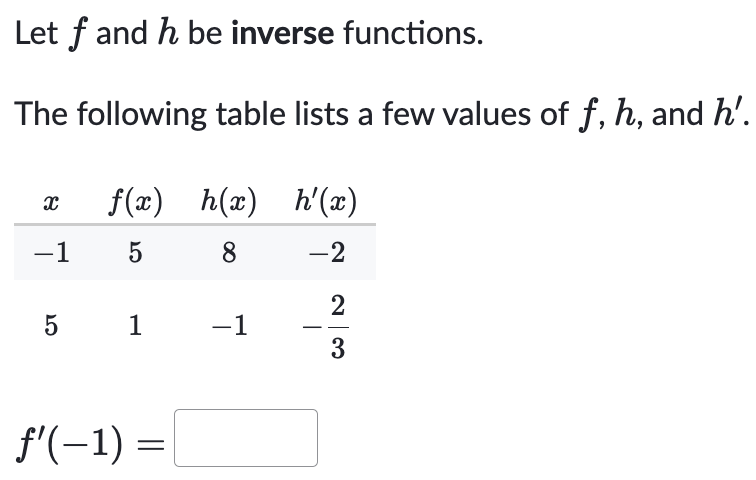 Let f and h be inverse functions.
The following table lists a few values of f, h, and h′.
x f(x) h(x) h′(x)
−1 5 8 −2
5 1 −1 −2/3
f′(−1) =